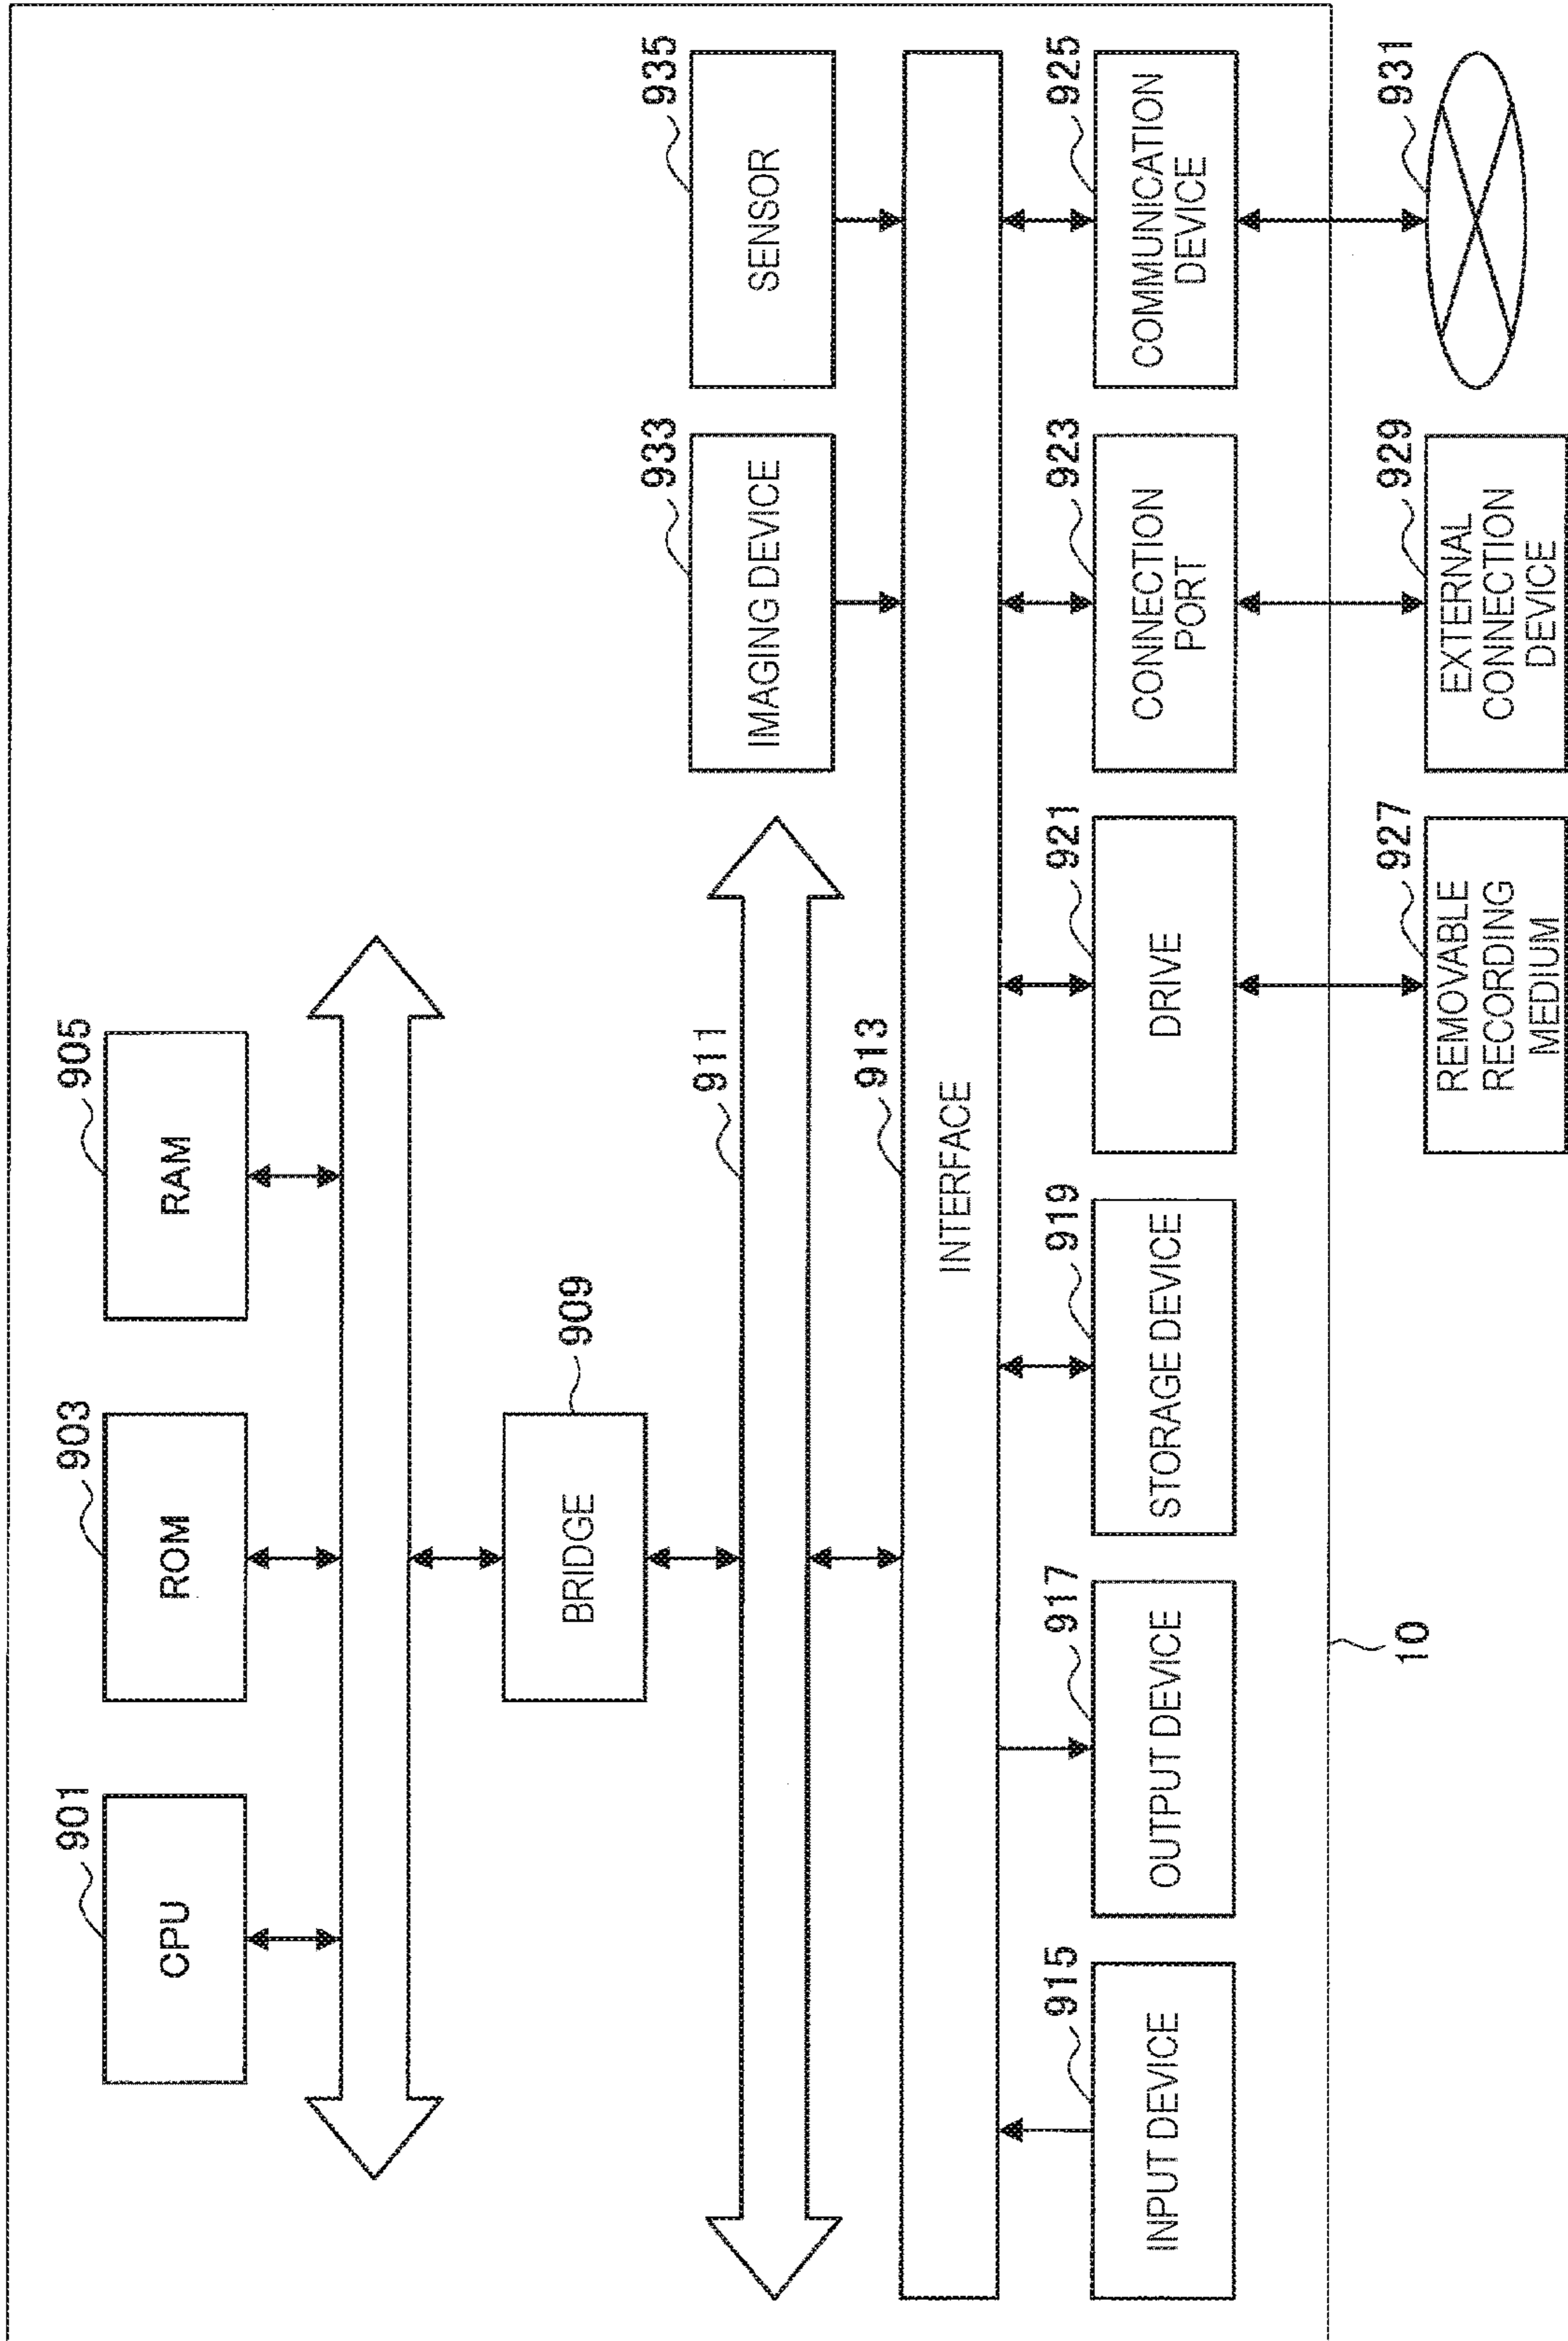 901
CPU
903
ROM
905
RAM
BRIDGE
909
911
933
IMAGING DEVICE
935
SENSOR
913
INTERFACE
915
INPUT DEVICE
917
OUTPUT DEVICE
919
STORAGE DEVICE
921
DRIVE
923
CONNECTION
PORT
925
COMMUNICATION
DEVICE
10
927
REMOVABLE
RECORDING
MEDIUM
929
EXTERNAL
CONNECTION
DEVICE
931